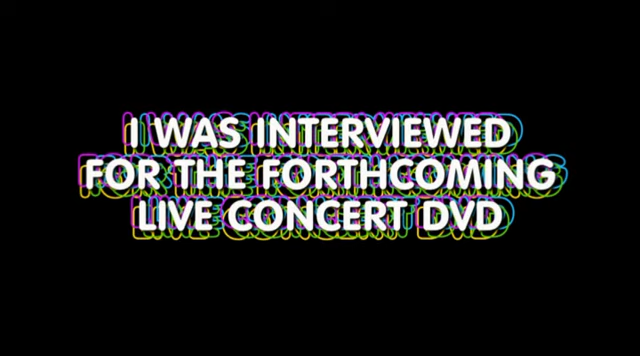 I WAS INTERVIEWED
FOR THE FORTHCOMING
LIVE CONCERT DVD